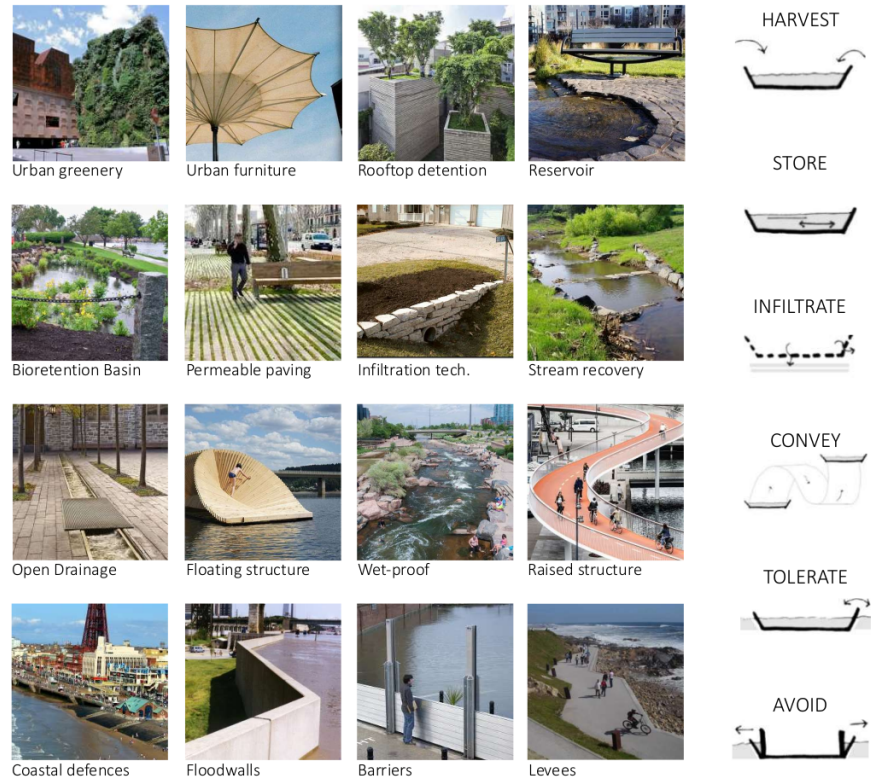 Urban greenery
Urban furniture
Rooftop detention
Reservoir
Bioretention Basin
Permeable paving
Infiltration tech.
Stream recovery
Open Drainage
Floating structure
Wet-proof
Raised structure
Coastal defences
Floodwalls
Barriers
Levees
HARVEST
STORE
INFILTRATE
CONVEY
TOLERATE
AVOID